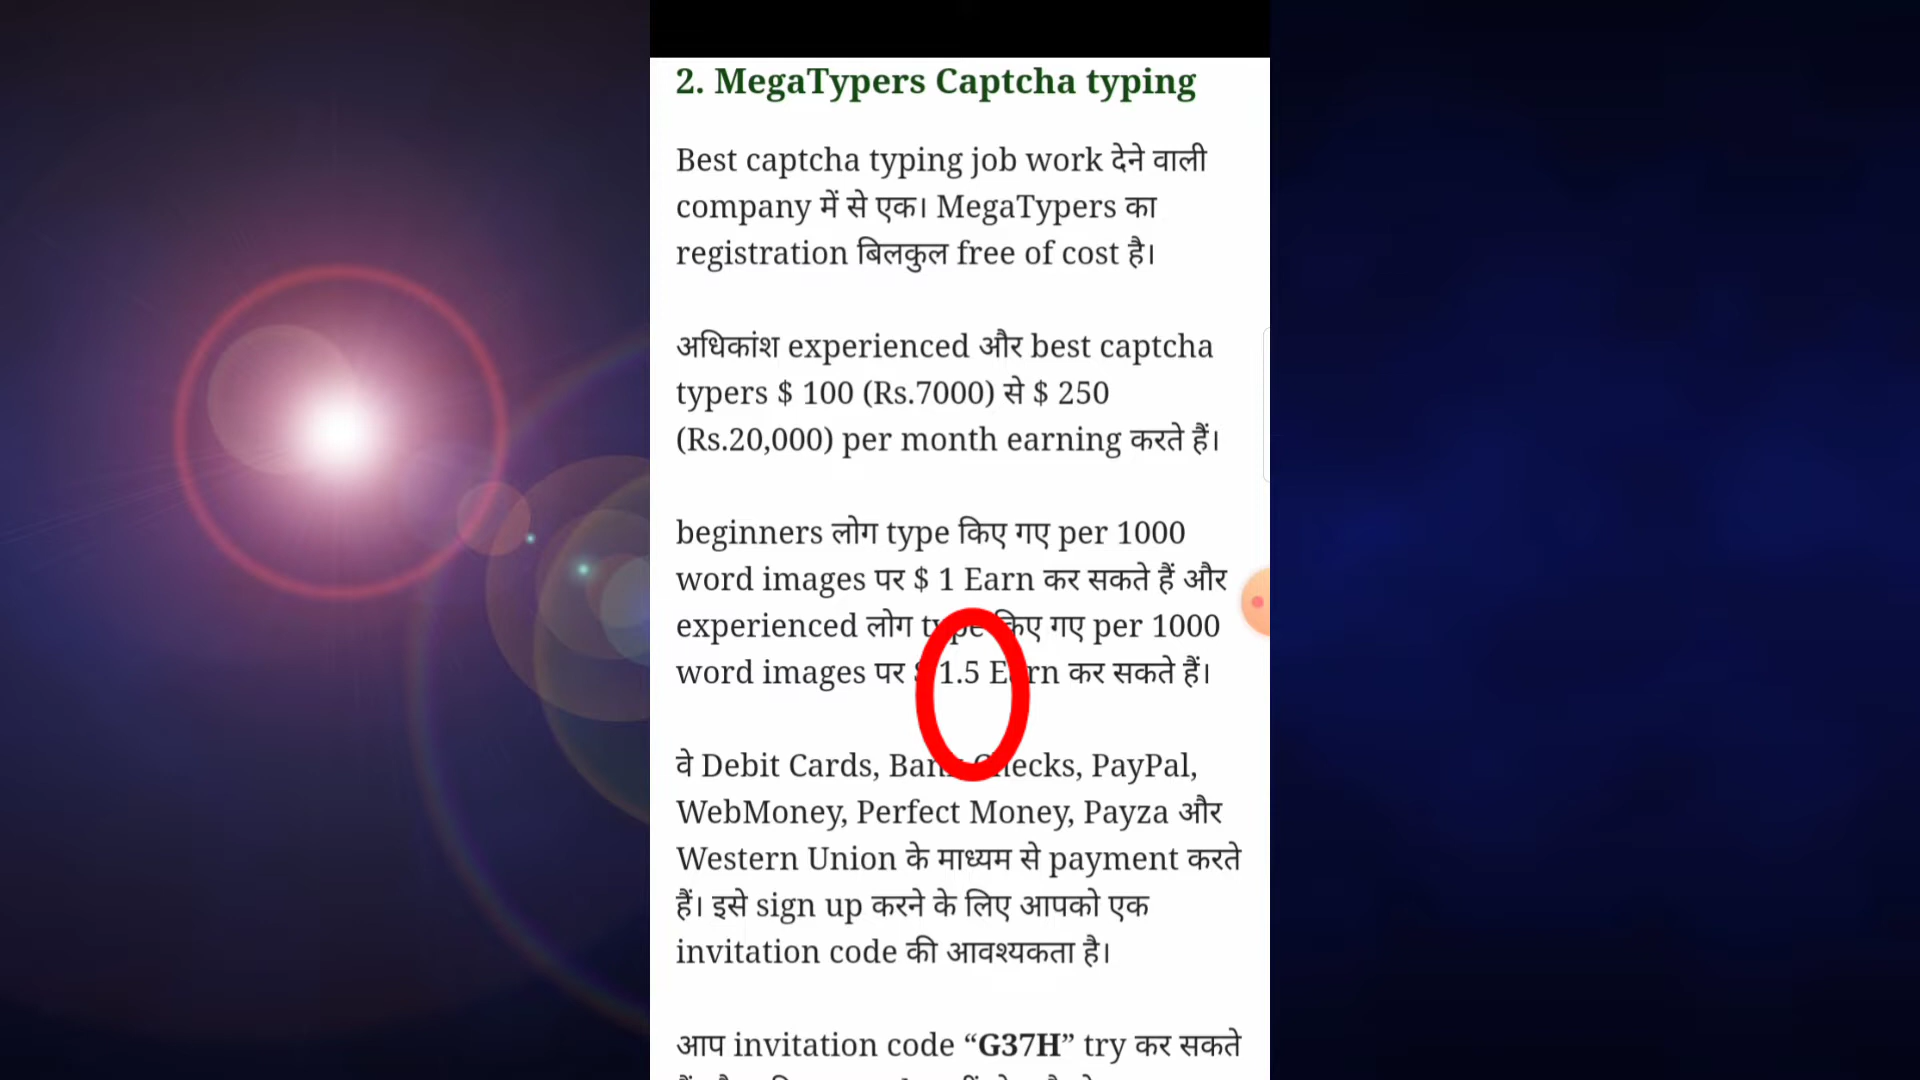 2. MegaTypers Captcha typing
Best captcha typing job work देने वाली
company में से एक। MegaTypers का
registration बिलकुल free of cost है।
अधिकांश experienced और best captcha
typers $ 100 (Rs.7000) से $ 250
(Rs.20,000) per month earning करते हैं।
beginners लोग type किए गए per 1000
word images पर $ 1 Earn कर सकते हैं और
experienced लोग type किए गए per 1000
word images पर $ 1.5 Earn कर सकते हैं।
वे Debit Cards, Bank Checks, PayPal,
WebMoney, Perfect Money, Payza और
Western Union के माध्यम से payment करते
हैं। इसे sign up करने के लिए आपको एक
invitation code की आवश्यकता है।
आप invitation code “G37H” try कर सकते